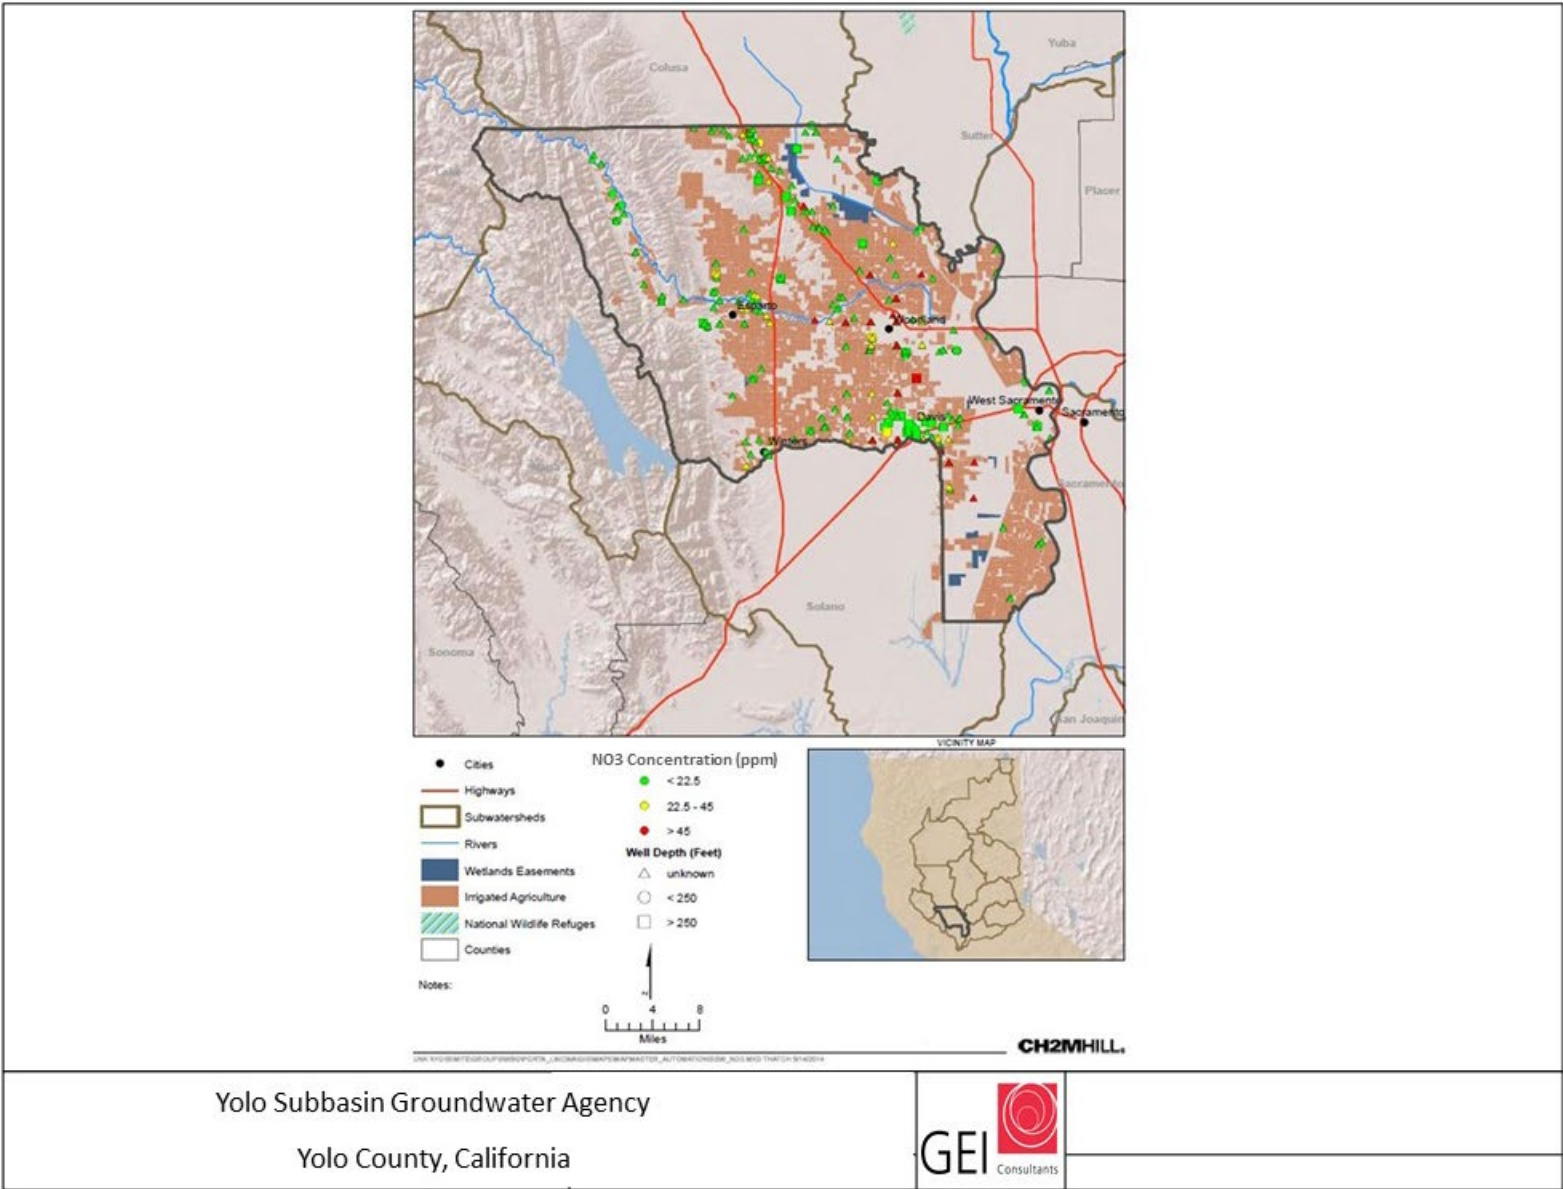 Yuba
Colusa
Sutter
Placer
Esparto
Woodland
West Sacramento
Sacramento
Davis
Winters
Sacramento
Solano
Sonoma
San Joaquin
VICINITY MAP
Cities
Highways
Subwatersheds
Rivers
Wetlands Easements
Irrigated Agriculture
National Wildlife Refuges
Counties
Notes:
NO3 Concentration (ppm)
< 22.5
22.5 - 45
> 45
Well Depth (Feet)
unknown
< 250
> 250
N
0 4 8
Miles
CH2MHILL®
Yolo Subbasin Groundwater Agency
Yolo County, California
GEI Consultants